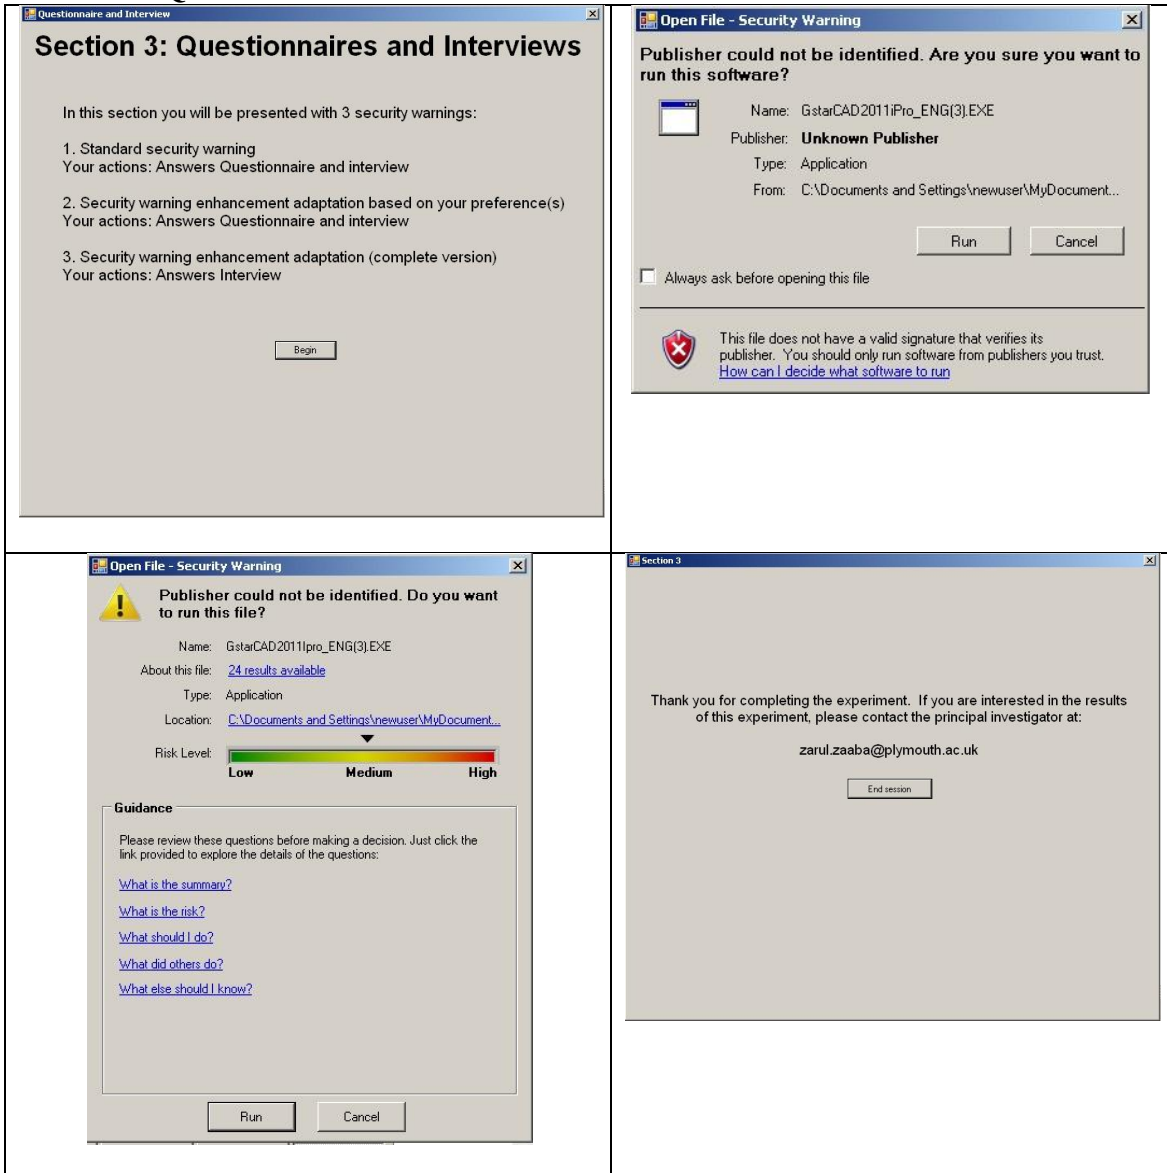 Questionnaire and Interview
Section 3: Questionnaires and Interviews
In this section you will be presented with 3 security warnings:
1. Standard security warning
Your actions: Answers Questionnaire and interview
2. Security warning enhancement adaptation based on your preference(s)
Your actions: Answers Questionnaire and interview
3. Security warning enhancement adaptation (complete version)
Your actions: Answers Interview
Begin
Open File - Security Warning
Publisher could not be identified. Are you sure you want to
run this software?
Name: GstarCAD2011iPro_ENG(3).EXE
Publisher: Unknown Publisher
Type: Application
From: C:\Documents and Settings\newuser\MyDocument...
Run Cancel
Always ask before opening this file
This file does not have a valid signature that verifies its
publisher. You should only run software from publishers you trust.
How can I decide what software to run
Open File - Security Warning
Publisher could not be identified. Do you want
to run this file?
Name: GstarCAD2011Ipro_ENG(3).EXE
About this file: 24 results available
Type: Application
Location: C:\Documents and Settings\newuser\MyDocument...
Risk Level:
Low Medium High
Guidance
Please review these questions before making a decision. Just click the
link provided to explore the details of the questions:
What is the summary?
What is the risk?
What should I do?
What did others do?
What else should I know?
Run Cancel
Section 3
Thank you for completing the experiment. If you are interested in the results
of this experiment, please contact the principal investigator at:
zarul.zaaba@plymouth.ac.uk
End session